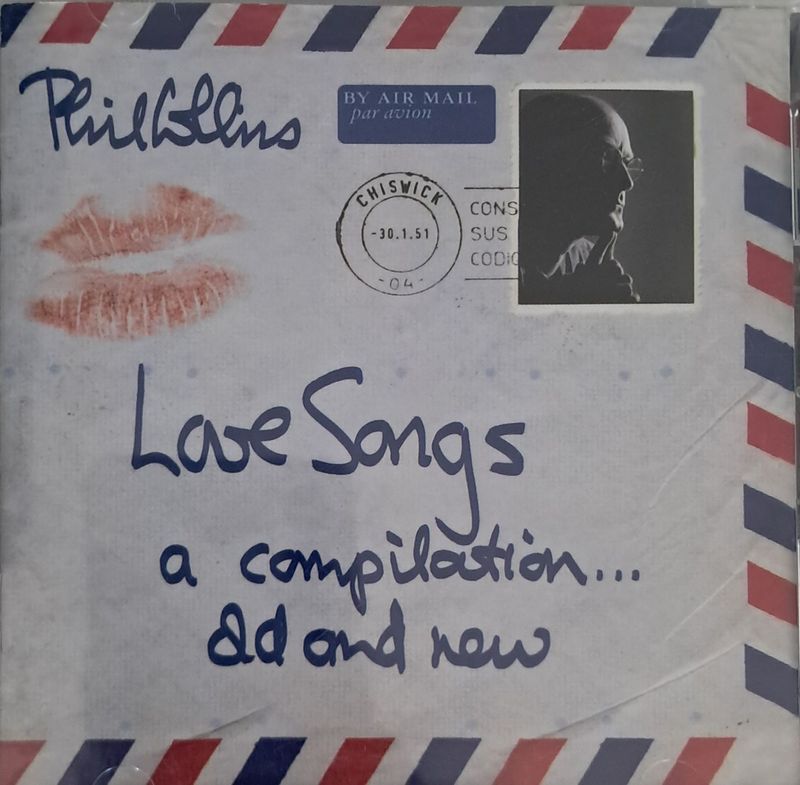 Phil Collins
BY AIR MAIL
par avion
CHISWICK
-30.1.51
-04-
CONS
SUS
CODIC
Love Songs
a compilation...
Old and new